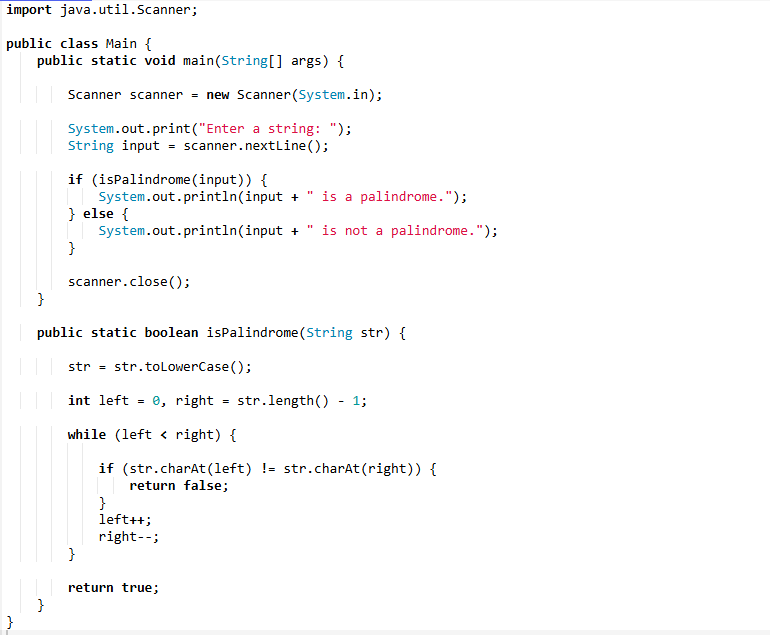 import java.util.Scanner;
public class Main {
public static void main(String[] args) {
Scanner scanner = new Scanner(System.in);
System.out.print("Enter a string: ");
String input = scanner.nextLine();
if (isPalindrome(input)) {
System.out.println(input + " is a palindrome.");
} else {
System.out.println(input + " is not a palindrome.");
}
scanner.close();
}
public static boolean isPalindrome(String str) {
str = str.toLowerCase();
int left = 0, right = str.length() - 1;
while (left < right) {
if (str.charAt(left) != str.charAt(right)) {
return false;
}
left++;
right--;
}
return true;
}
}